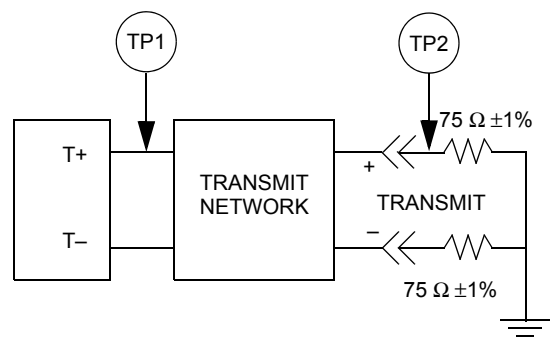 TP1
TP2
75 Ω ±1%
T+
+
TRANSMIT
NETWORK
TRANSMIT
T–
–
75 Ω ±1%